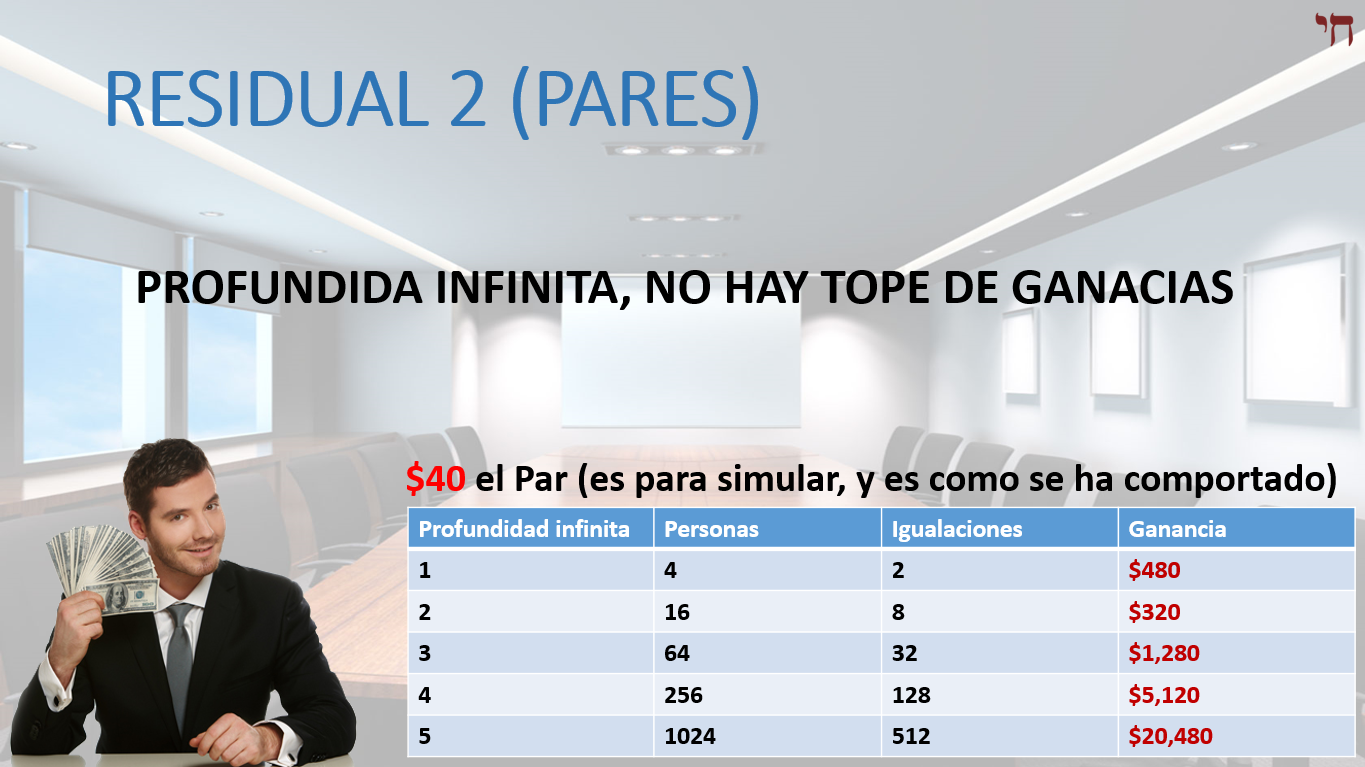 חי
RESIDUAL 2 (PARES)
PROFUNDIDA INFINITA, NO HAY TOPE DE GANACIAS
$40 el Par (es para simular, y es como se ha comportado)
Profundidad infinita Personas Igualaciones Ganancia
1 4 2 $480
2 16 8 $320
3 64 32 $1,280
4 256 128 $5,120
5 1024 512 $20,480